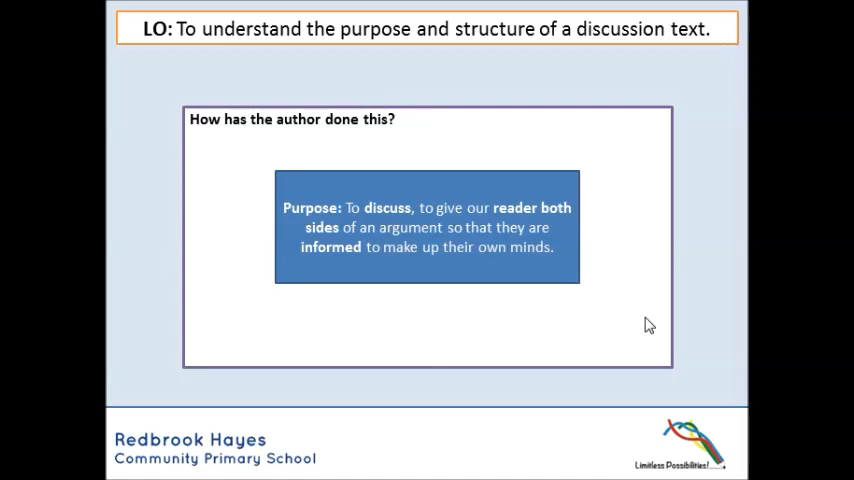 LO: To understand the purpose and structure of a discussion text.
How has the author done this?
Purpose: To discuss, to give our reader both
sides of an argument so that they are
informed to make up their own minds.
Redbrook Hayes
Community Primary School
Limitless Possibilities!